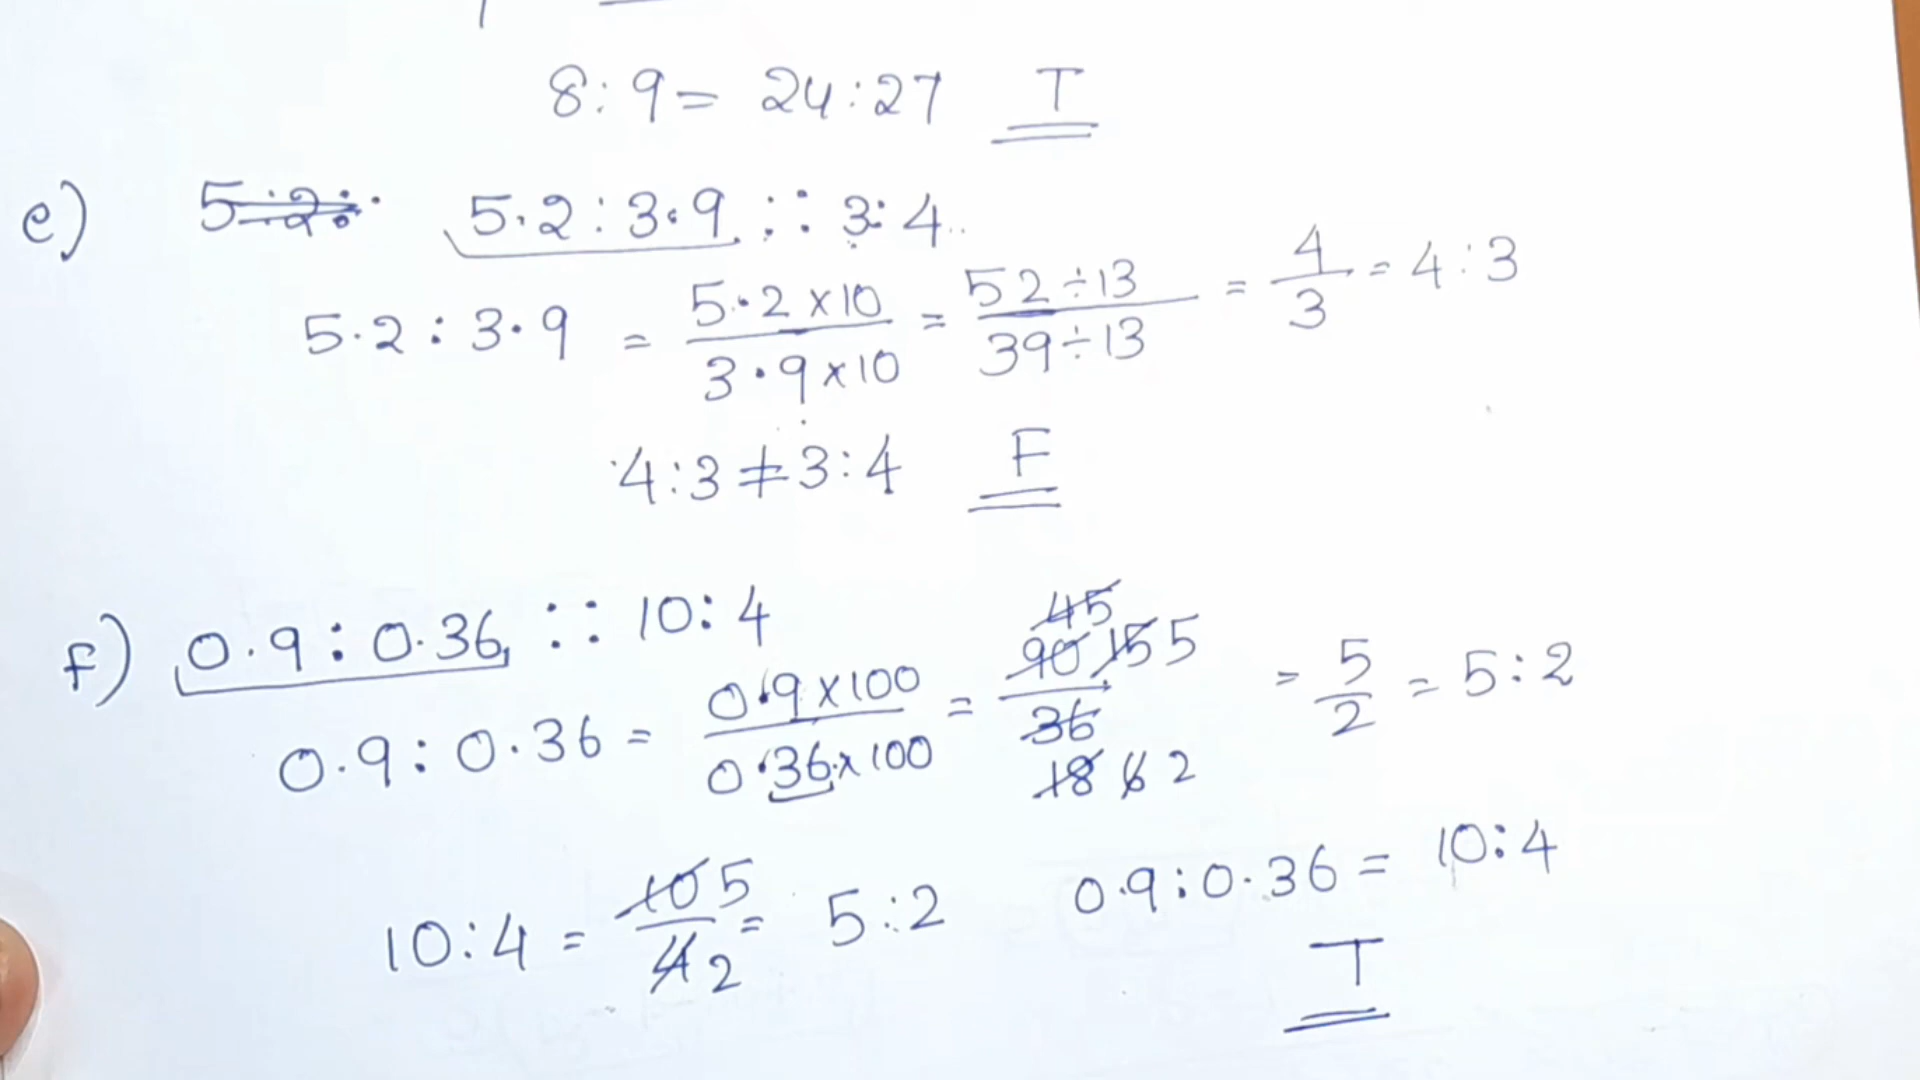 8:9 = 24:27 T
e) 5.2: 5.2:3.9 :: 3:4
5.2:3.9 = 5.2×10/3.9×10 = 52÷13/39÷13 = 4/3 = 4:3
4:3 ≠ 3:4 F
f) 0.9:0.36 :: 10:4
0.9:0.36 = 0.9×100/0.36×100 = 90 45 15 5/36 18 6 2 = 5/2 = 5:2
10:4 = 10 5/4 2 = 5:2 0.9:0.36 = 10:4
T